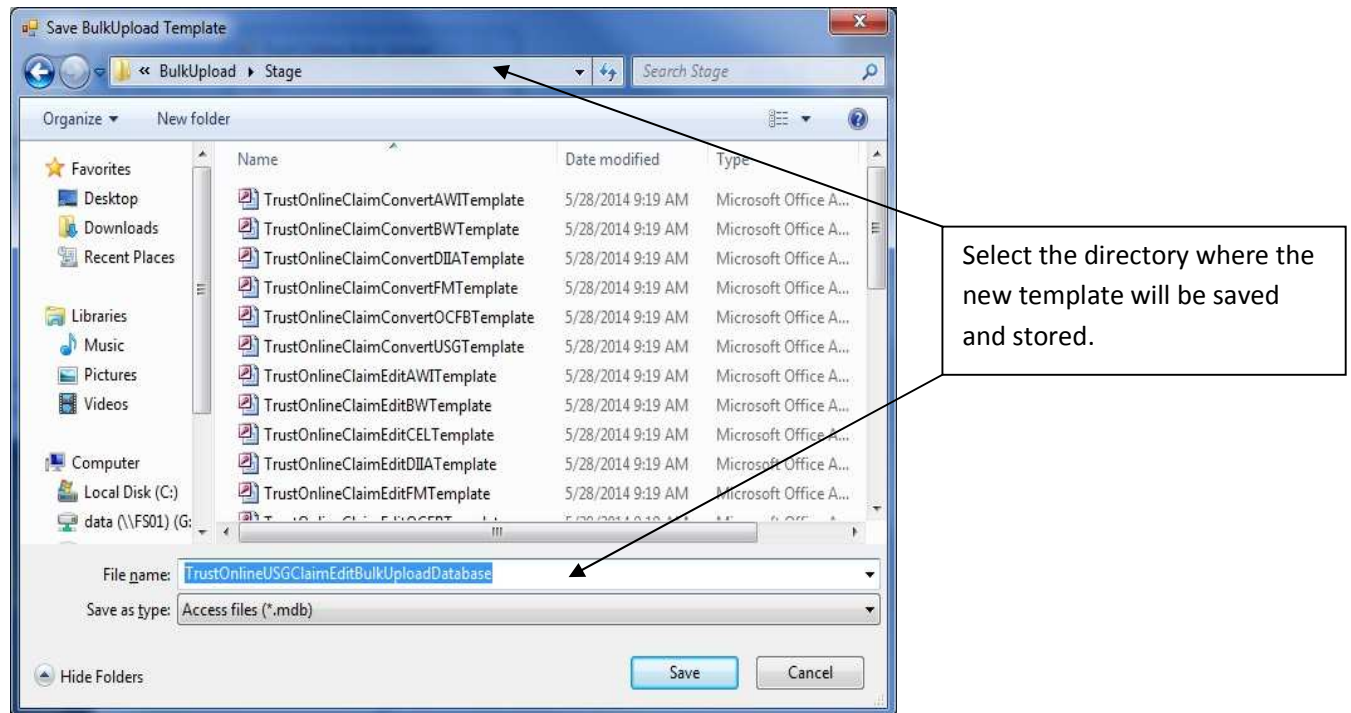 Save BulkUpload Template
« BulkUpload ▸ Stage
Search Stage
Organize
New folder
Favorites
Desktop
Downloads
Recent Places
Libraries
Music
Pictures
Videos
Computer
Local Disk (C:)
data (\\FS01) (G:
Name Date modified Type
TrustOnlineClaimConvertAWITemplate 5/28/2014 9:19 AM Microsoft Office A...
TrustOnlineClaimConvertBWTemplate 5/28/2014 9:19 AM Microsoft Office A...
TrustOnlineClaimConvertDIIATemplate 5/28/2014 9:19 AM Microsoft Office A...
TrustOnlineClaimConvertFMTemplate 5/28/2014 9:19 AM Microsoft Office A...
TrustOnlineClaimConvertOCFBTemplate 5/28/2014 9:19 AM Microsoft Office A...
TrustOnlineClaimConvertUSGTemplate 5/28/2014 9:19 AM Microsoft Office A...
TrustOnlineClaimEditAWITemplate 5/28/2014 9:19 AM Microsoft Office A...
TrustOnlineClaimEditBWTemplate 5/28/2014 9:19 AM Microsoft Office A...
TrustOnlineClaimEditCELTemplate 5/28/2014 9:19 AM Microsoft Office A...
TrustOnlineClaimEditDIIATemplate 5/28/2014 9:19 AM Microsoft Office A...
TrustOnlineClaimEditFMTemplate 5/28/2014 9:19 AM Microsoft Office A...
File name: TrustOnlineUSGClaimEditBulkUploadDatabase
Save as type: Access files (*.mdb)
Hide Folders
Save
Cancel
Select the directory where the
new template will be saved
and stored.